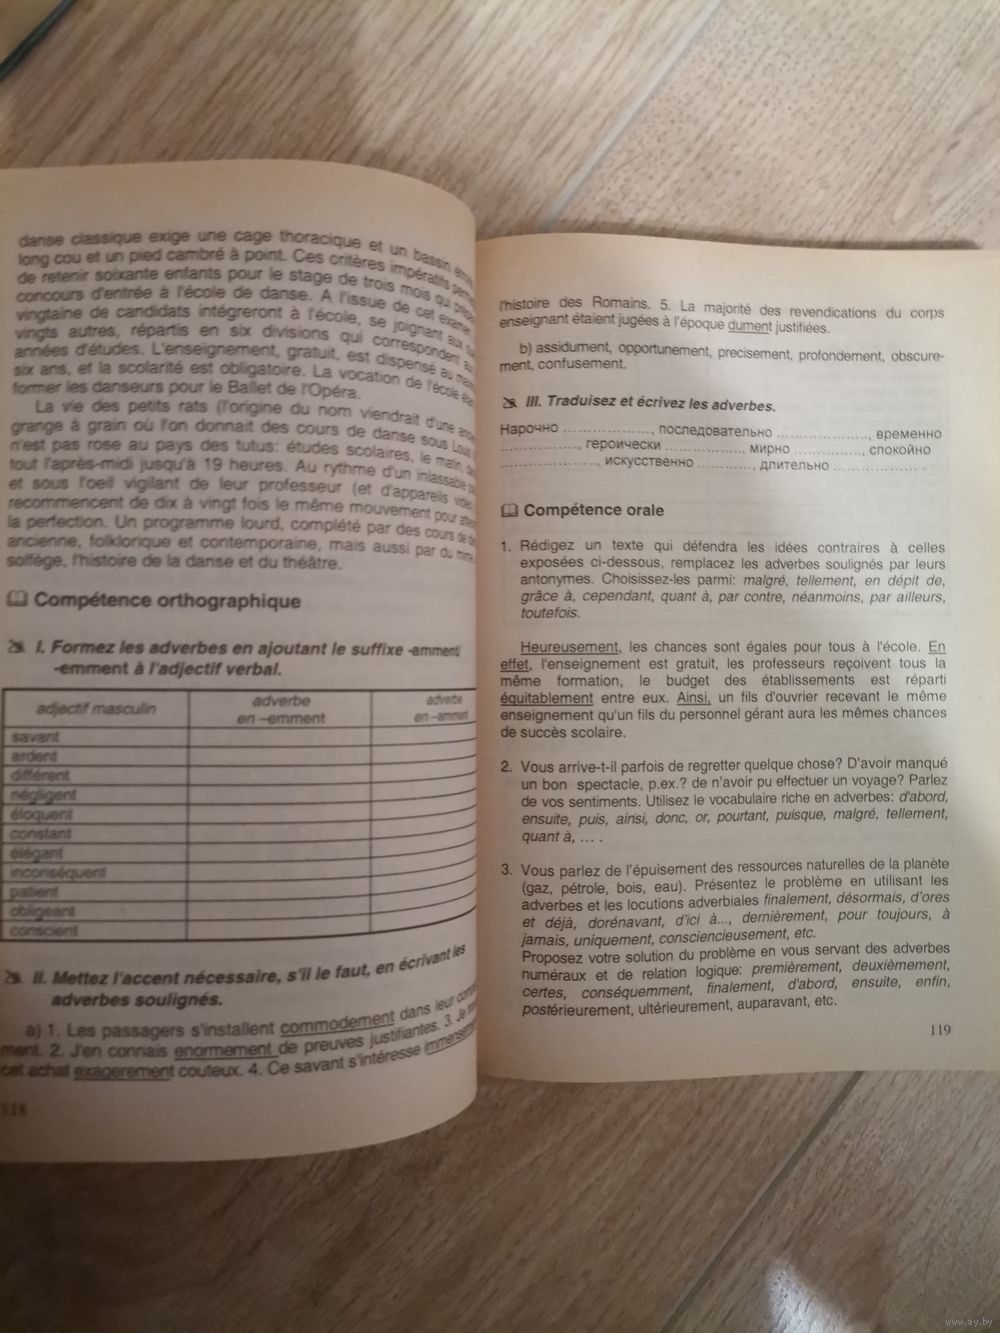 danse classique exige une cage thoracique et un bassin
long cou et un pied cambré à point. Ces critères impératifs
de retenir soixante enfants pour le stage de trois mois qui
concours d'entrée à l'école de danse. A l'issue de cet
vingtaine de candidats intégreront à l'école, se joignant aux
vingts autres, répartis en six divisions qui correspondent
années d'études. L'enseignement, gratuit, est dispensé au
six ans, et la scolarité est obligatoire. La vocation de l'école
former les danseurs pour le Ballet de l'Opéra.
La vie des petits rats (l'origine du nom viendrait d'une
grange à grain où l'on donnait des cours de danse sous Louis
n'est pas rose au pays des tutus: études scolaires, le matin,
tout l'après-midi jusqu'à 19 heures. Au rythme d'un inlassable
et sous l'oeil vigilant de leur professeur (et d'appareils
recommencent de dix à vingt fois le même mouvement pour
la perfection. Un programme lourd, complété par des cours de
ancienne, folklorique et contemporaine, mais aussi par du
solfège, l'histoire de la danse et du théâtre.
Compétence orthographique
I. Formez les adverbes en ajoutant le suffixe -amment/
-emment à l'adjectif verbal.
adjectif masculin adverbe en –emment adverbe en –amment
savant
ardent
différent
négligent
éloquent
constant
élégant
inconséquent
patient
obligeant
conscient
II. Mettez l'accent nécessaire, s'il le faut, en écrivant les
adverbes soulignés.
a) 1. Les passagers s'installent commodement dans leur
ment. 2. J'en connais enormement de preuves justifiantes. 3. Je
cet achat exagerement couteux. 4. Ce savant s'intéresse
118
l'histoire des Romains. 5. La majorité des revendications du corps
enseignant étaient jugées à l'époque dument justifiées.
b) assidument, opportunement, precisement, profondement, obscure-
ment, confusement.
III. Traduisez et écrivez les adverbes.
Нарочно ................, последовательно ..................., временно
................, героически ................, мирно .............., спокойно
...................., искусственно ..........., длительно ................. .
Compétence orale
1. Rédigez un texte qui défendra les idées contraires à celles
exposées ci-dessous, remplacez les adverbes soulignés par leurs
antonymes. Choisissez-les parmi: malgré, tellement, en dépit de,
grâce à, cependant, quant à, par contre, néanmoins, par ailleurs,
toutefois.
Heureusement, les chances sont égales pour tous à l'école. En
effet, l'enseignement est gratuit, les professeurs reçoivent tous la
même formation, le budget des établissements est réparti
équitablement entre eux. Ainsi, un fils d'ouvrier recevant le même
enseignement qu'un fils du personnel gérant aura les mêmes chances
de succès scolaire.
2. Vous arrive-t-il parfois de regretter quelque chose? D'avoir manqué
un bon spectacle, p.ex.? de n'avoir pu effectuer un voyage? Parlez
de vos sentiments. Utilisez le vocabulaire riche en adverbes: d'abord,
ensuite, puis, ainsi, donc, or, pourtant, puisque, malgré, tellement,
quant à, ... .
3. Vous parlez de l'épuisement des ressources naturelles de la planète
(gaz, pétrole, bois, eau). Présentez le problème en utilisant les
adverbes et les locutions adverbiales finalement, désormais, d'ores
et déjà, dorénavant, d'ici à..., dernièrement, pour toujours, à
jamais, uniquement, consciencieusement, etc.
Proposez votre solution du problème en vous servant des adverbes
numéraux et de relation logique: premièrement, deuxièmement,
certes, conséquemment, finalement, d'abord, ensuite, enfin,
postérieurement, ultérieurement, auparavant, etc.
119
www.ay.by